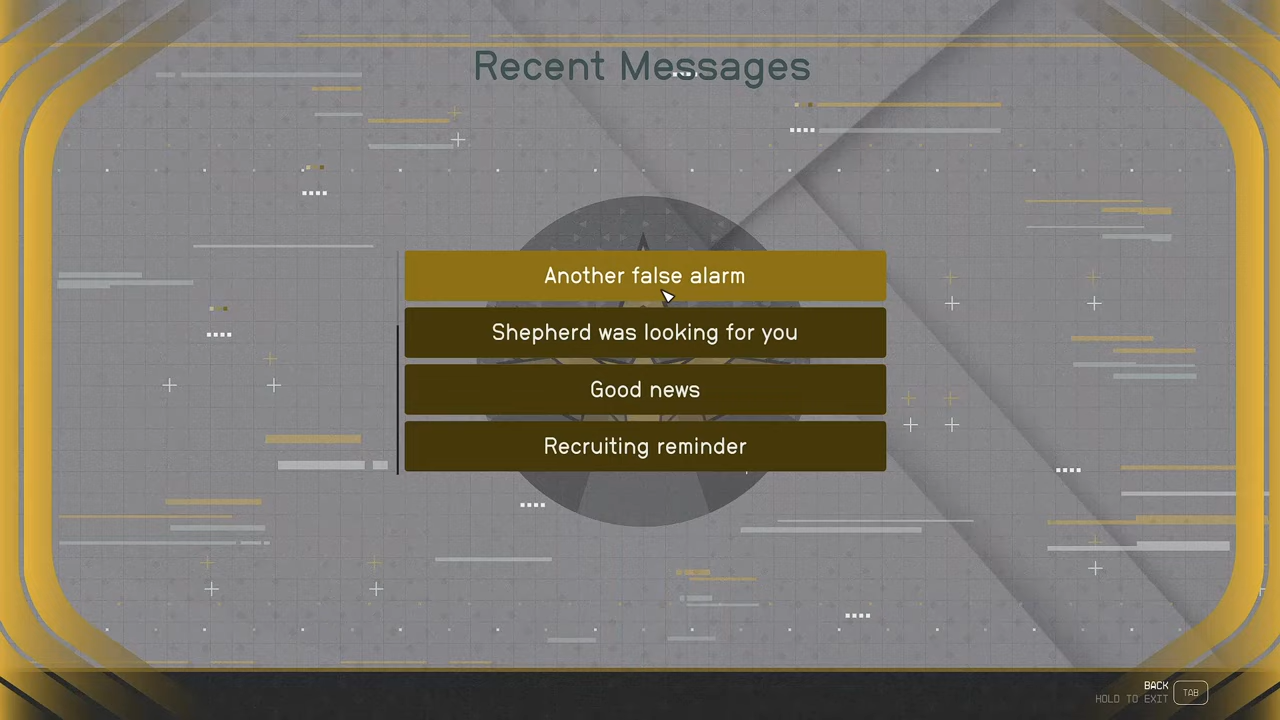 Recent Messages
Another false alarm
Shepherd was looking for you
Good news
Recruiting reminder
BACK
HOLD TO EXIT
TAB